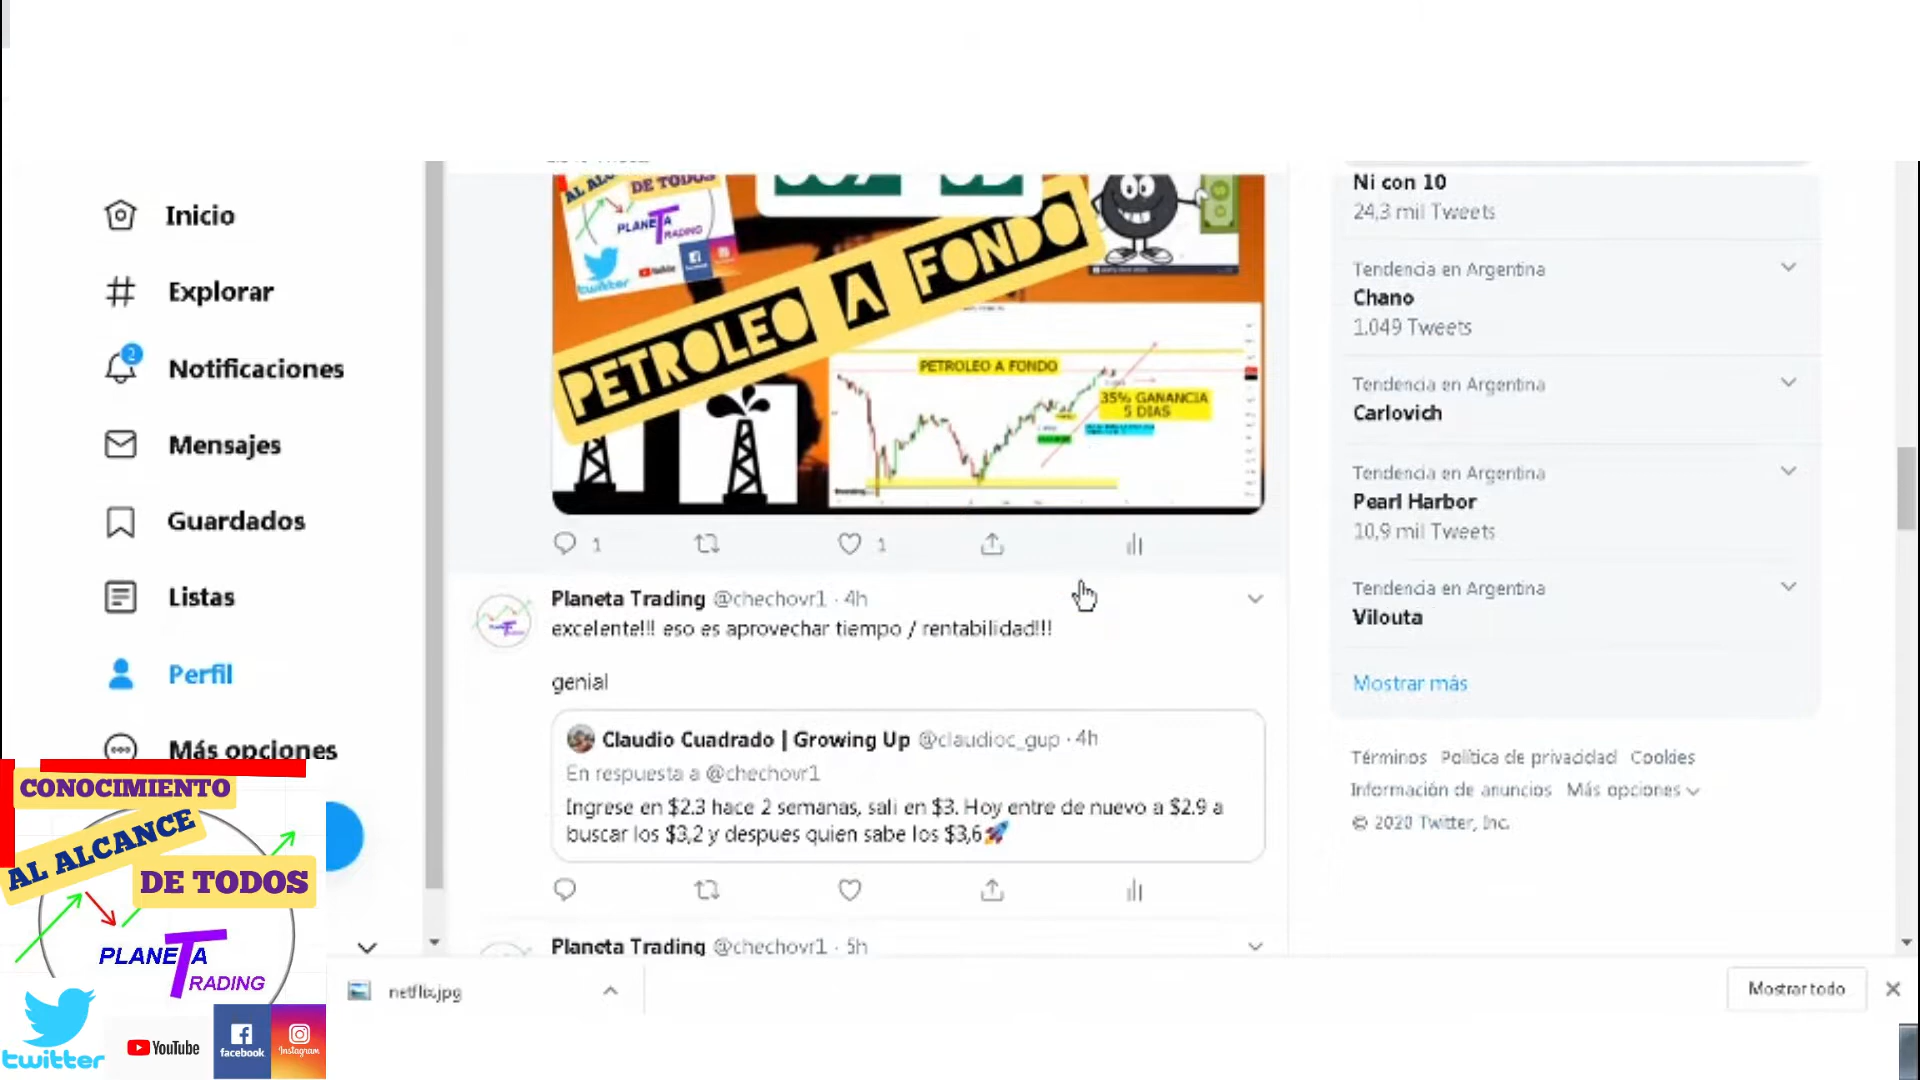 Inicio
Explorar
2
Notificaciones
Mensajes
Guardados
Listas
Perfil
Más opciones
CONOCIMIENTO
AL ALCANCE
DE TODOS
PLANETA
TRADING
twitter
YouTube
facebook
Instagram
DE TODOS
PLANETA
TRADING
twitter
PETROLEO A FONDO
PETROLEO A FONDO
35% GANANCIA
5 DIAS
1
1
Planeta Trading @chechovr1 · 4h
excelente!!! eso es aprovechar tiempo / rentabilidad!!!
genial
Claudio Cuadrado | Growing Up @claudioc_gup · 4h
En respuesta a @chechovr1
Ingrese en $2.3 hace 2 semanas, sali en $3. Hoy entre de nuevo a $2.9 a
buscar los $3,2 y despues quien sabe los $3,6🚀
Planeta Trading @chechovr1 · 5h
Ni con 10
24,3 mil Tweets
Tendencia en Argentina
Chano
1.049 Tweets
Tendencia en Argentina
Carlovich
Tendencia en Argentina
Pearl Harbor
10,9 mil Tweets
Tendencia en Argentina
Vilouta
Mostrar más
Términos Política de privacidad Cookies
Información de anuncios Más opciones
© 2020 Twitter, Inc.
netflix.jpg
Mostrar todo